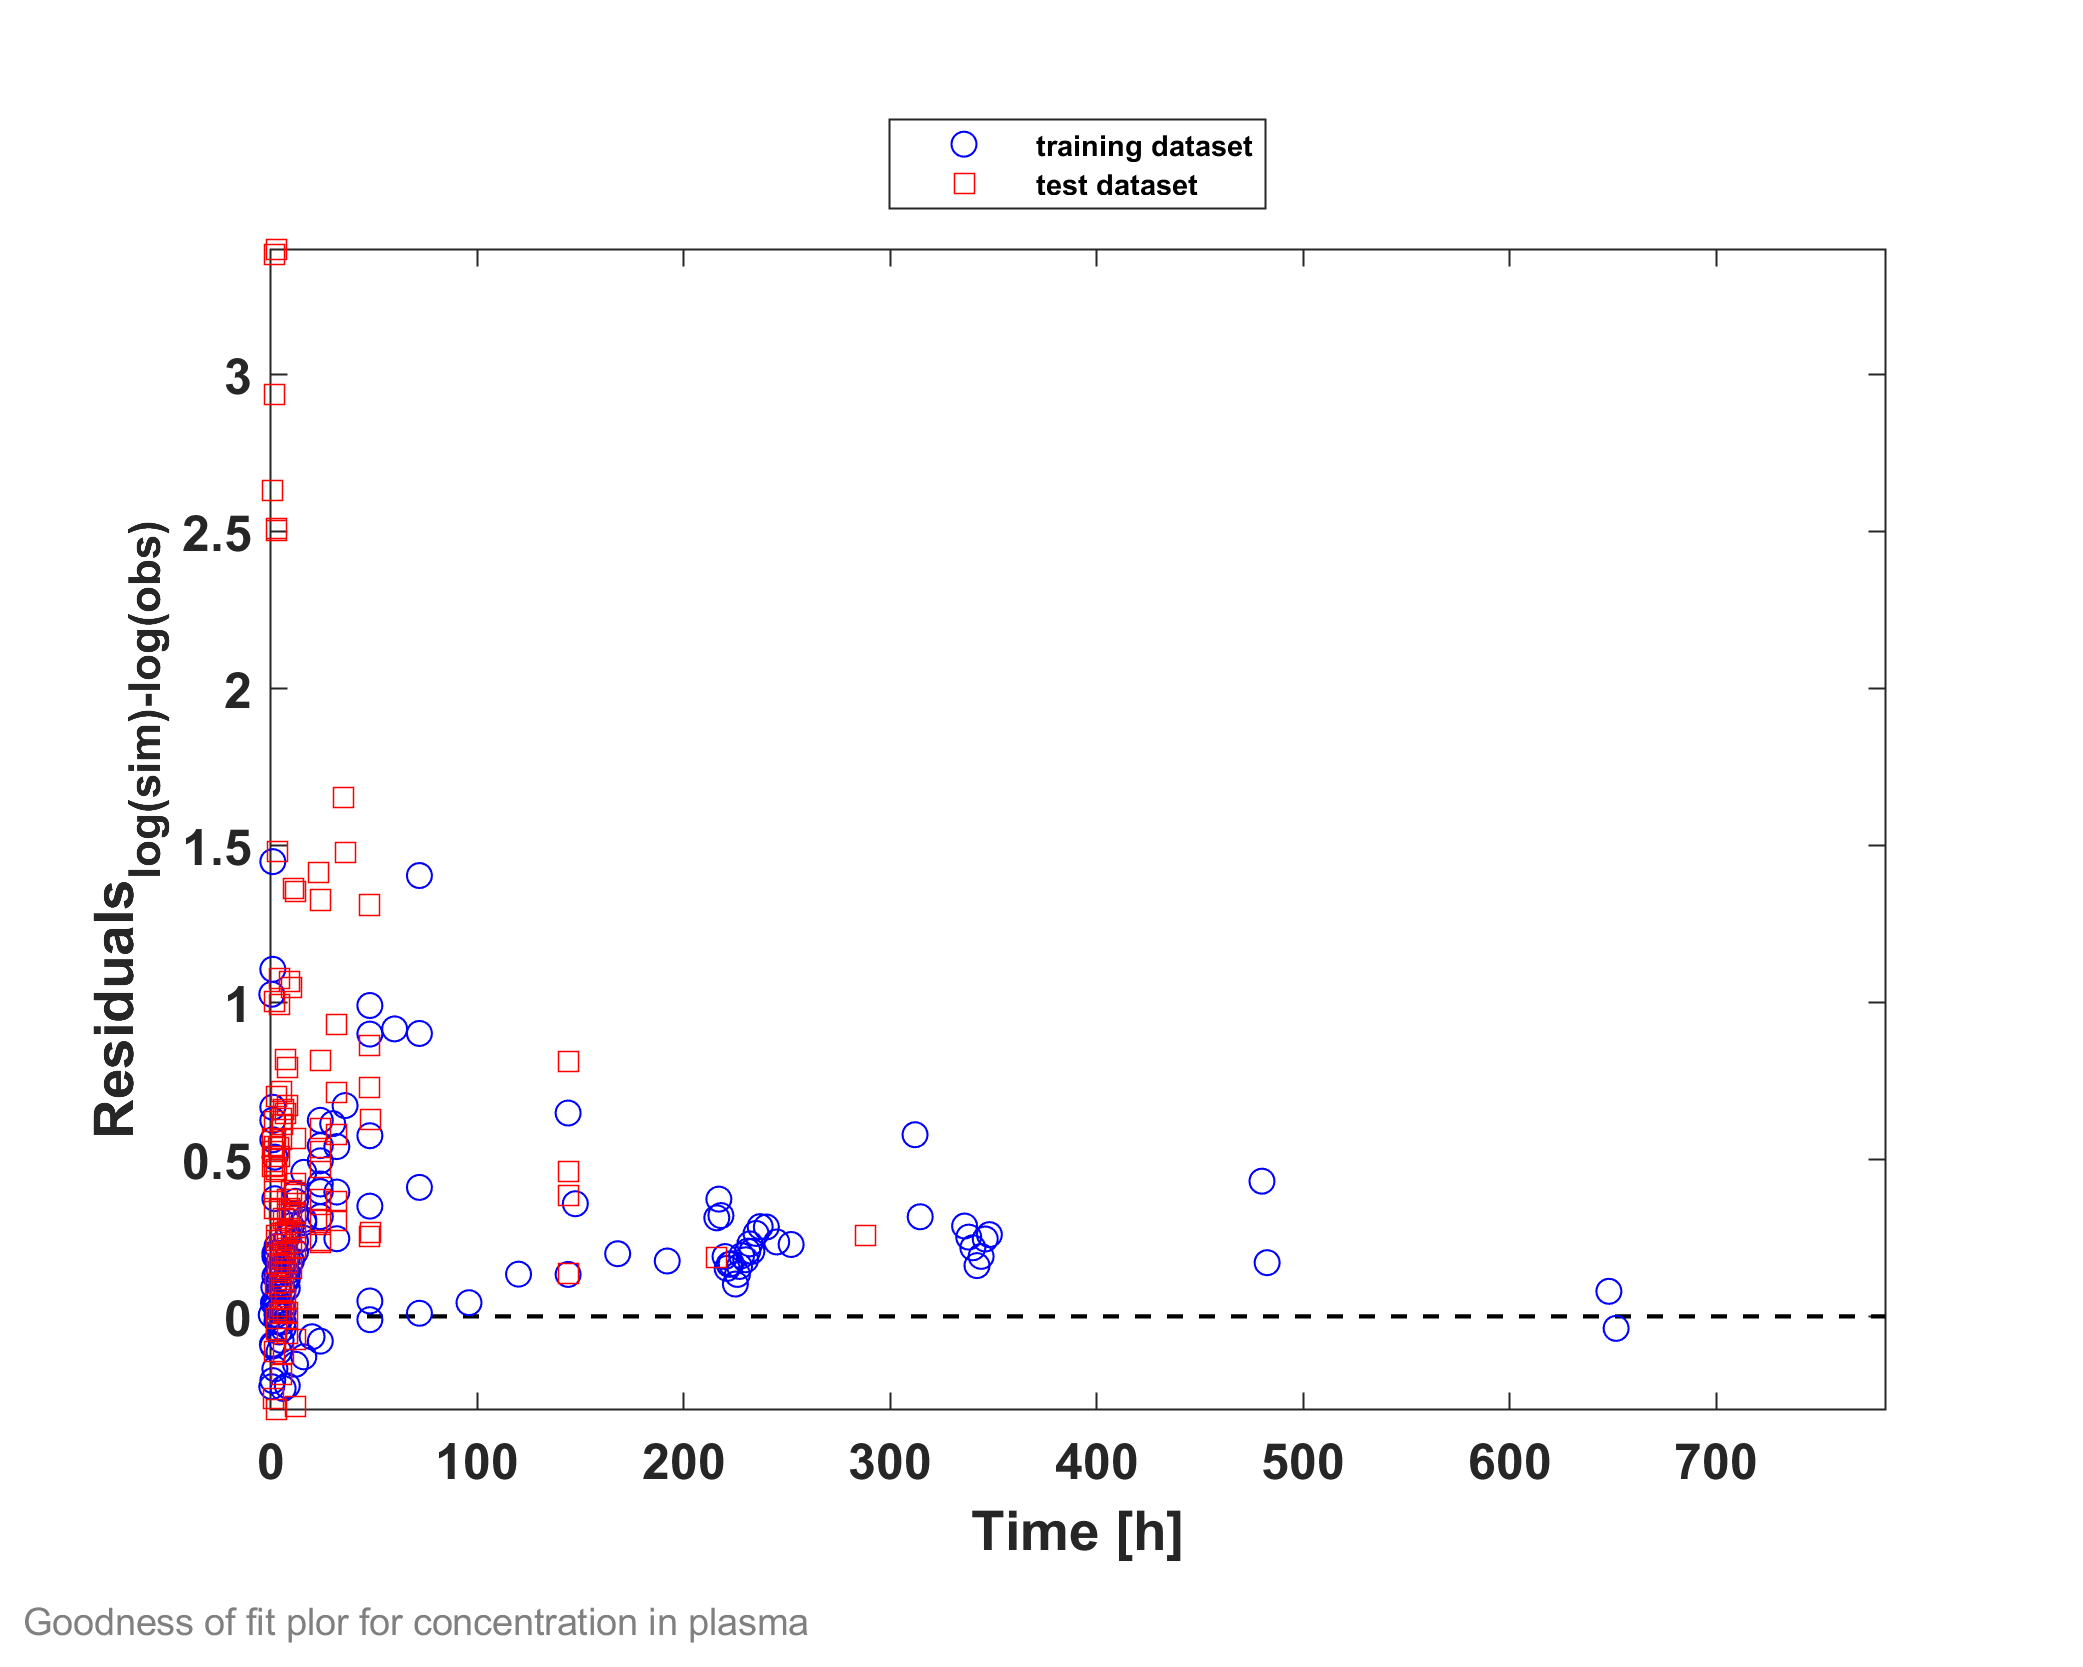 training dataset
test dataset
Residuals log(sim)-log(obs)
3
2.5
2
1.5
1
0.5
0
0 100 200 300 400 500 600 700
Time [h]
Goodness of fit plor for concentration in plasma